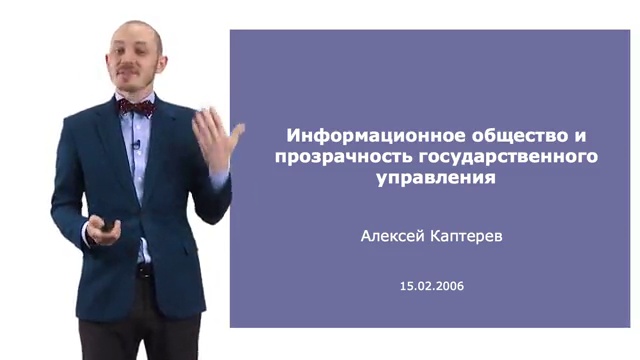 Информационное общество и
прозрачность государственного
управления
Алексей Каптерев
15.02.2006